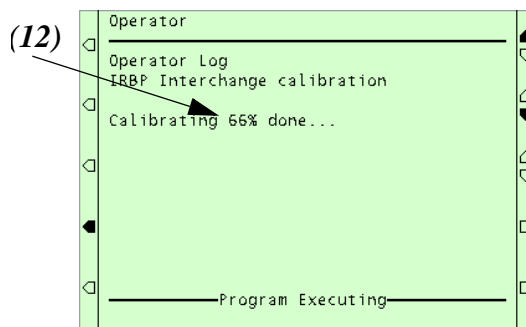 Operator
(12)
Operator Log
IRBP Interchange calibration
Calibrating 66% done...
Program Executing